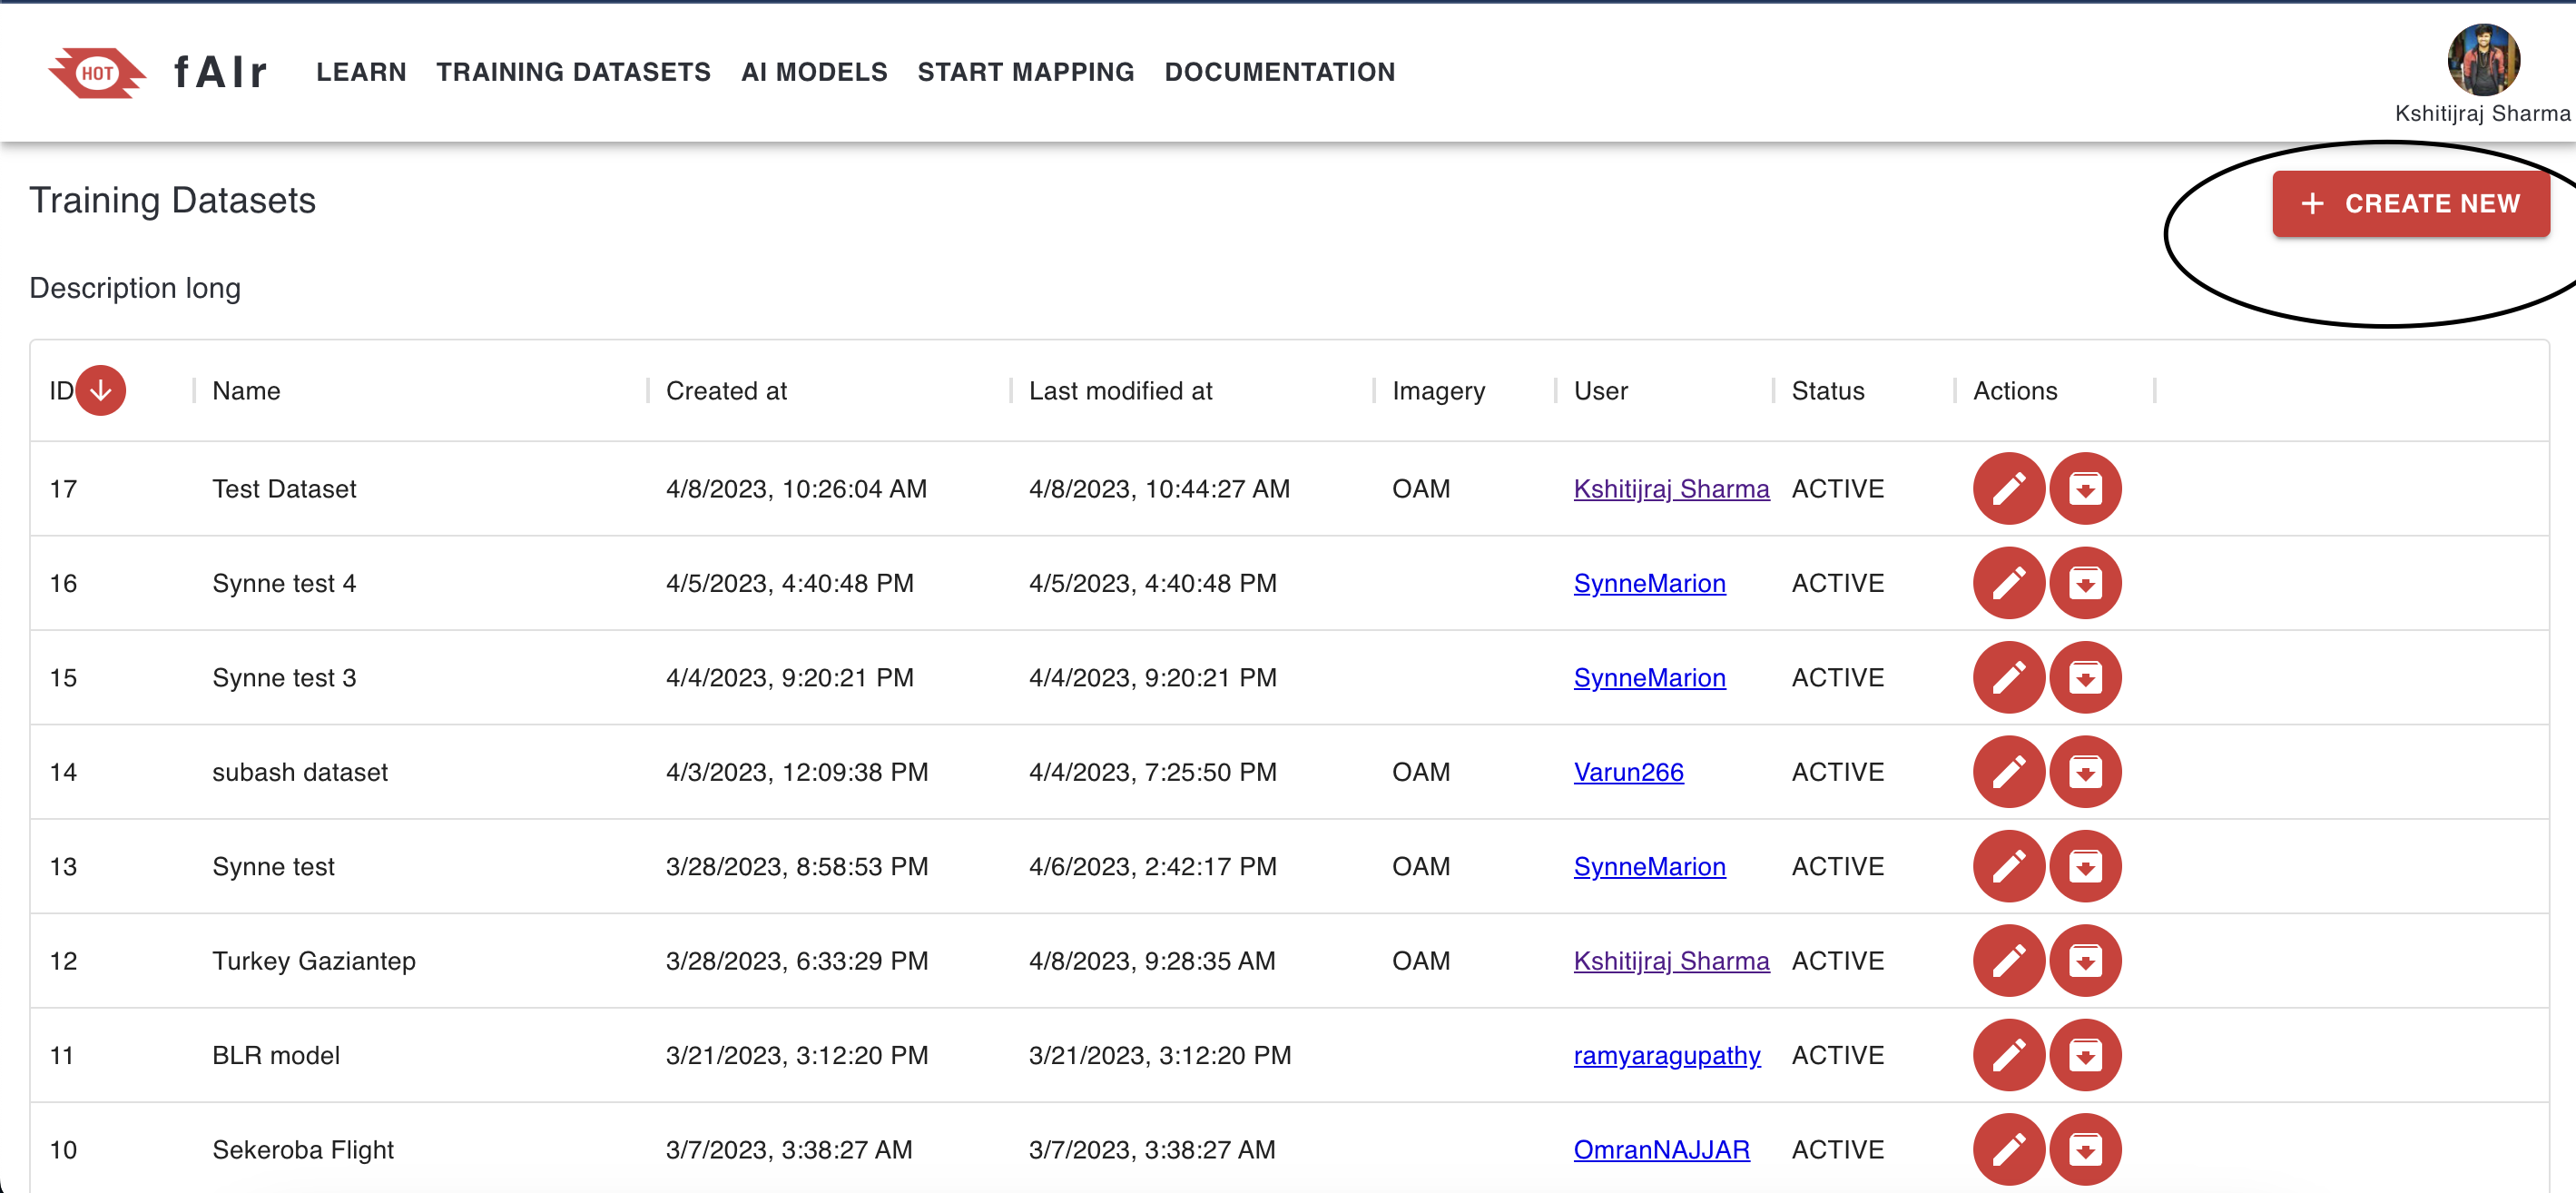 HOT fAIr LEARN TRAINING DATASETS AI MODELS START MAPPING DOCUMENTATION
Kshitijraj Sharma
Training Datasets
+ CREATE NEW
Description long
ID Name Created at Last modified at Imagery User Status Actions
17 Test Dataset 4/8/2023, 10:26:04 AM 4/8/2023, 10:44:27 AM OAM Kshitijraj Sharma ACTIVE
16 Synne test 4 4/5/2023, 4:40:48 PM 4/5/2023, 4:40:48 PM SynneMarion ACTIVE
15 Synne test 3 4/4/2023, 9:20:21 PM 4/4/2023, 9:20:21 PM SynneMarion ACTIVE
14 subash dataset 4/3/2023, 12:09:38 PM 4/4/2023, 7:25:50 PM OAM Varun266 ACTIVE
13 Synne test 3/28/2023, 8:58:53 PM 4/6/2023, 2:42:17 PM OAM SynneMarion ACTIVE
12 Turkey Gaziantep 3/28/2023, 6:33:29 PM 4/8/2023, 9:28:35 AM OAM Kshitijraj Sharma ACTIVE
11 BLR model 3/21/2023, 3:12:20 PM 3/21/2023, 3:12:20 PM ramyaragupathy ACTIVE
10 Sekeroba Flight 3/7/2023, 3:38:27 AM 3/7/2023, 3:38:27 AM OmranNAJJAR ACTIVE